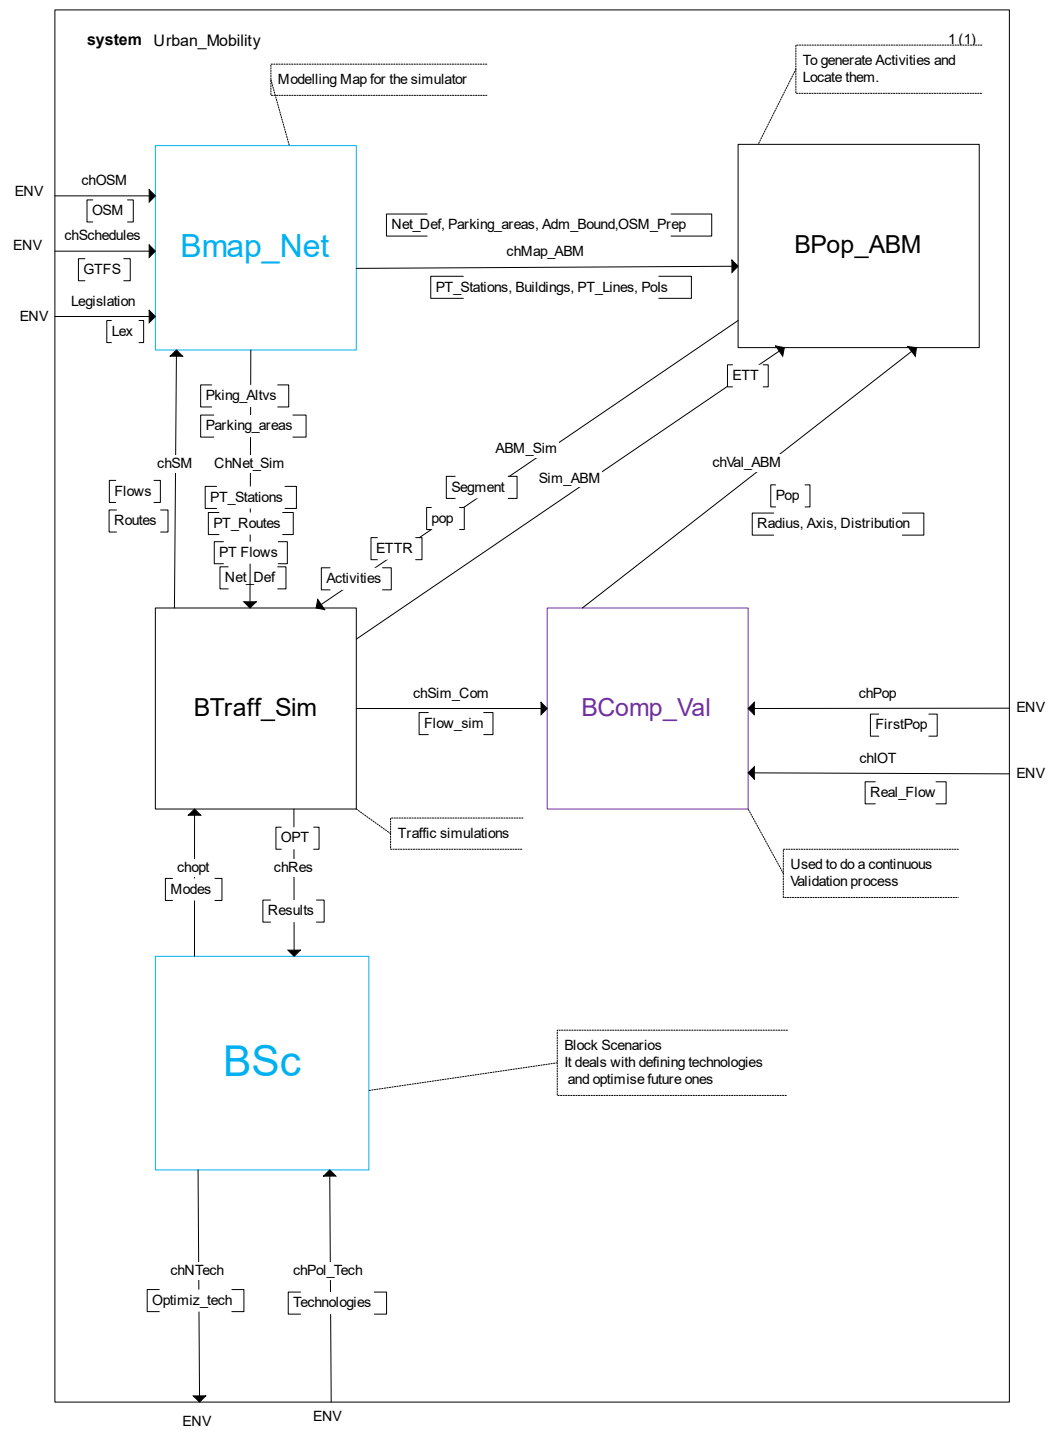 system Urban_Mobility
1(1)
Modelling Map for the simulator
To generate Activities and
Locate them.
ENV
chOSM
[OSM]
ENV
chSchedules
[GTFS]
ENV
Legislation
[Lex]
Bmap_Net
[Net_Def, Parking_areas, Adm_Bound,OSM_Prep]
chMap_ABM
[PT_Stations, Buildings, PT_Lines, PoIs]
BPop_ABM
[Pking_Altvs]
[Parking_areas]
chSM
ChNet_Sim
[Flows]
[Routes]
[PT_Stations]
[PT_Routes]
[PT Flows]
[Net_Def]
[ETT]
ABM_Sim
[Segment]
Sim_ABM
[pop]
[ETTR]
[Activities]
chVal_ABM
[Pop]
[Radius, Axis, Distribution]
BTraff_Sim
chSim_Com
[Flow_sim]
BComp_Val
chPop
[FirstPop]
ENV
chIOT
[Real_Flow]
ENV
Traffic simulations
Used to do a continuous
Validation process
[OPT]
chopt
[Modes]
chRes
[Results]
BSc
Block Scenarios
It deals with defining technologies
and optimise future ones
chNTech
[Optimiz_tech]
chPol_Tech
[Technologies]
ENV
ENV